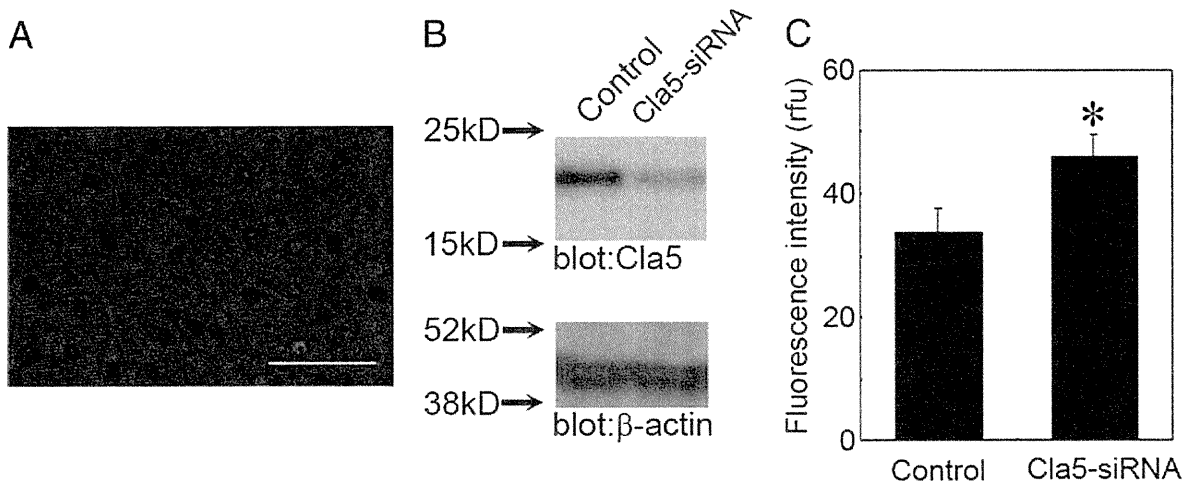 A
B
Control
Cla5-siRNA
25kD
15kD
blot:Cla5
52kD
38kD
blot:β-actin
C
Fluorescence intensity (rfu)
60
40
20
0
*
Control
Cla5-siRNA